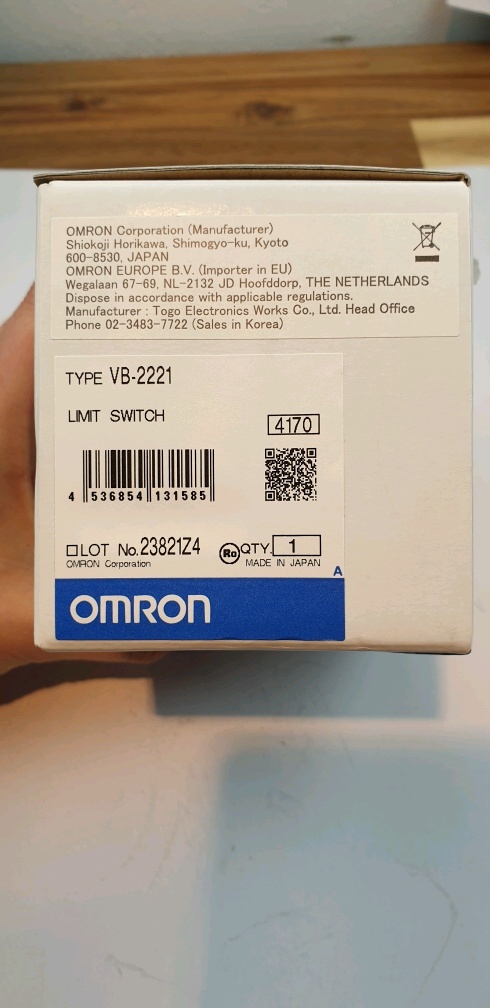 OMRON Corporation (Manufacturer)
Shiokoji Horikawa, Shimogyo-ku, Kyoto
600-8530, JAPAN
OMRON EUROPE B.V. (Importer in EU)
Wegalaan 67-69, NL-2132 JD Hoofddorp, THE NETHERLANDS
Dispose in accordance with applicable regulations.
Manufacturer : Togo Electronics Works Co., Ltd. Head Office
Phone 02-3483-7722 (Sales in Korea)
TYPE VB-2221
LIMIT SWITCH
4170
4 536854 131585
LOT No. 23821Z4
Ro QTY. 1
OMRON Corporation
MADE IN JAPAN
A
OMRON